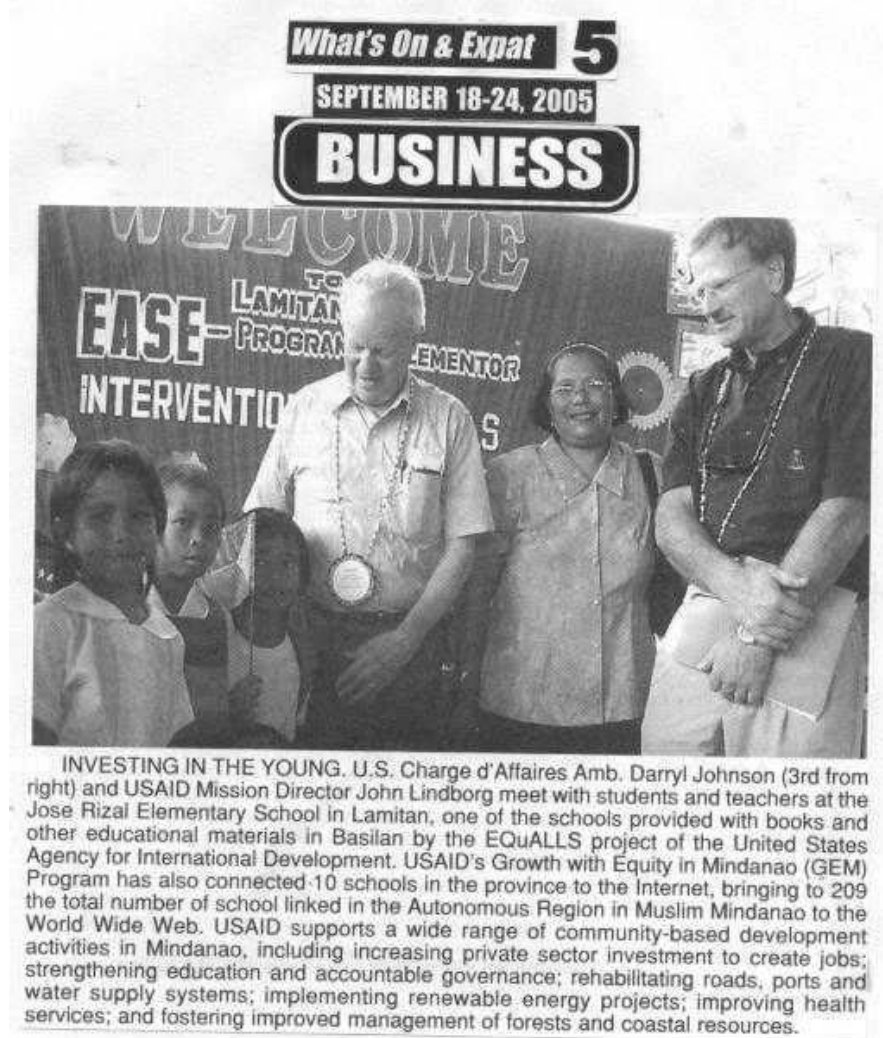 What's On & Expat 5
SEPTEMBER 18-24, 2005
BUSINESS
WELCOME
TO
LAMITAN
EASE-
PROGRAM
INTERVENTIO
S
INVESTING IN THE YOUNG. U.S. Charge d'Affaires Amb. Darryl Johnson (3rd from
right) and USAID Mission Director John Lindborg meet with students and teachers at the
Jose Rizal Elementary School in Lamitan, one of the schools provided with books and
other educational materials in Basilan by the EQuALLS project of the United States
Agency for International Development. USAID's Growth with Equity in Mindanao (GEM)
Program has also connected 10 schools in the province to the Internet, bringing to 209
the total number of school linked in the Autonomous Region in Muslim Mindanao to the
World Wide Web. USAID supports a wide range of community-based development
activities in Mindanao, including increasing private sector investment to create jobs;
strengthening education and accountable governance; rehabilitating roads, ports and
water supply systems; implementing renewable energy projects; improving health
services; and fostering improved management of forests and coastal resources.